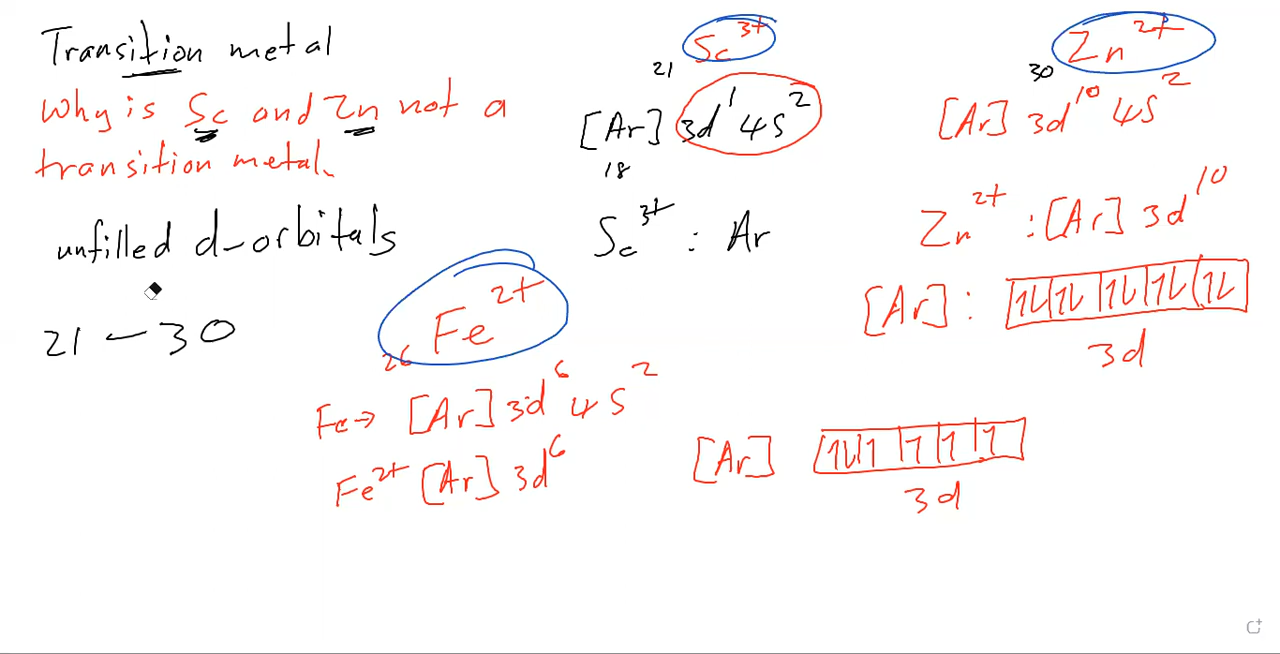 Transition metal
Why is Sc and Zn not a
transition metal.
unfilled d-orbitals
21 – 30
Sc³⁺
21
[Ar] 3d¹ 4s²
18
Sc³⁺ : Ar
Zn²⁺
30
[Ar] 3d¹⁰ 4s²
Zn²⁺ : [Ar] 3d¹⁰
[Ar] : 1L 1L 1L 1L 1L
3d
Fe²⁺
26
Fe → [Ar] 3d⁶ 4s²
Fe²⁺ [Ar] 3d⁶
[Ar] 1L 1 1 1 1
3d